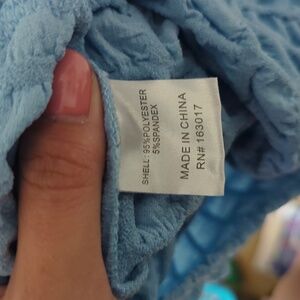 SHELL: 95%POLYESTER
5%SPANDEX
MADE IN CHINA
RN# 163017